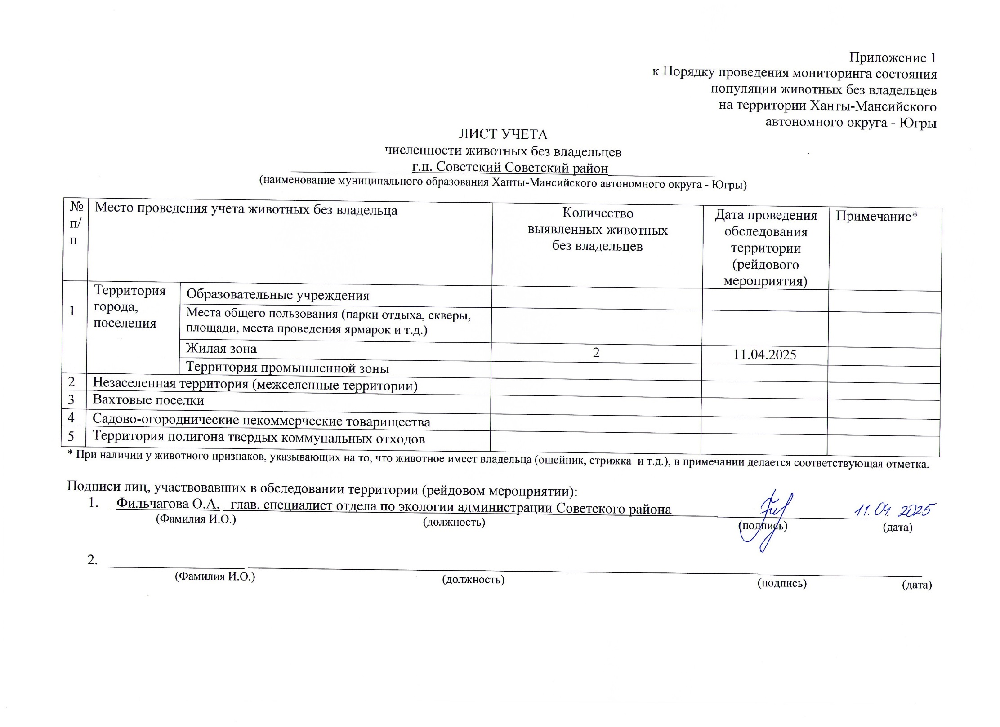 Приложение 1
к Порядку проведения мониторинга состояния
популяции животных без владельцев
на территории Ханты-Мансийского
автономного округа - Югры
ЛИСТ УЧЕТА
численности животных без владельцев
г.п. Советский Советский район
(наименование муниципального образования Ханты-Мансийского автономного округа - Югры)
№ п/п Место проведения учета животных без владельца
Количество
выявленных животных
без владельцев
Дата проведения
обследования
территории
(рейдового
мероприятия)
Примечание*
1
Территория
города,
поселения
Образовательные учреждения
Места общего пользования (парки отдыха, скверы,
площади, места проведения ярмарок и т.д.)
Жилая зона 2 11.04.2025
Территория промышленной зоны
2 Незаселенная территория (межселенные территории)
3 Вахтовые поселки
4 Садово-огороднические некоммерческие товарищества
5 Территория полигона твердых коммунальных отходов
* При наличии у животного признаков, указывающих на то, что животное имеет владельца (ошейник, стрижка и т.д.), в примечании делается соответствующая отметка.
Подписи лиц, участвовавших в обследовании территории (рейдовом мероприятии):
1. Фильчагова О.А. глав. специалист отдела по экологии администрации Советского района 11.04.2025
(Фамилия И.О.) (должность) (подпись) (дата)
2.
(Фамилия И.О.) (должность) (подпись) (дата)